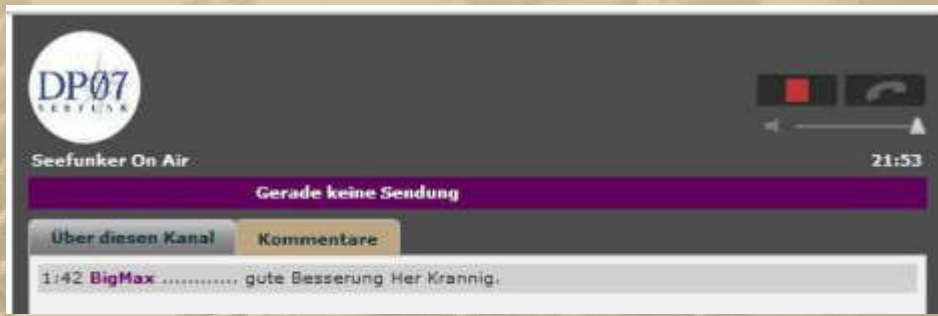 DP07
SEEFUNK
Seefunker On Air
21:53
Gerade keine Sendung
Über diesen Kanal
Kommentare
1:42 BigMax ............ gute Besserung Her Krannig.